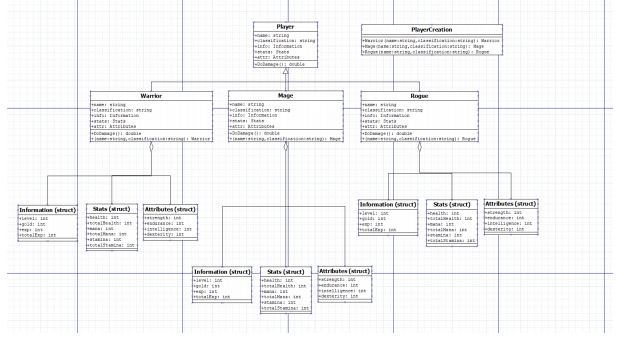 Player
+name: string
+classification: string
+info: Information
+stats: Stats
+attr: Attributes
+DoDamage(): double
PlayerCreation
+Warrior(name:string,classification:string): Warrior
+Mage(name:string,classification:string): Mage
+Rogue(name:string,classification:string): Rogue
Warrior
+name: string
+classification: string
+info: Information
+stats: Stats
+attr: Attributes
+DoDamage(): double
+(name:string,classification:string): Warrior
Mage
+name: string
+classification: string
+info: Information
+stats: Stats
+attr: Attributes
+DoDamage(): double
+(name:string,classification:string): Mage
Rogue
+name: string
+classification: string
+info: Information
+stats: Stats
+attr: Attributes
+DoDamage(): double
+(name:string,classification:string): Rogue
Information (struct)
+level: int
+gold: int
+exp: int
+totalExp: int
Stats (struct)
+health: int
+totalHealth: int
+mana: int
+totalMana: int
+stamina: int
+totalStamina: int
Attributes (struct)
+strength: int
+endurance: int
+intelligence: int
+dexterity: int
Information (struct)
+level: int
+gold: int
+exp: int
+totalExp: int
Stats (struct)
+health: int
+totalHealth: int
+mana: int
+totalMana: int
+stamina: int
+totalStamina: int
Attributes (struct)
+strength: int
+endurance: int
+intelligence: int
+dexterity: int
Information (struct)
+level: int
+gold: int
+exp: int
+totalExp: int
Stats (struct)
+health: int
+totalHealth: int
+mana: int
+totalMana: int
+stamina: int
+totalStamina: int
Attributes (struct)
+strength: int
+endurance: int
+intelligence: int
+dexterity: int